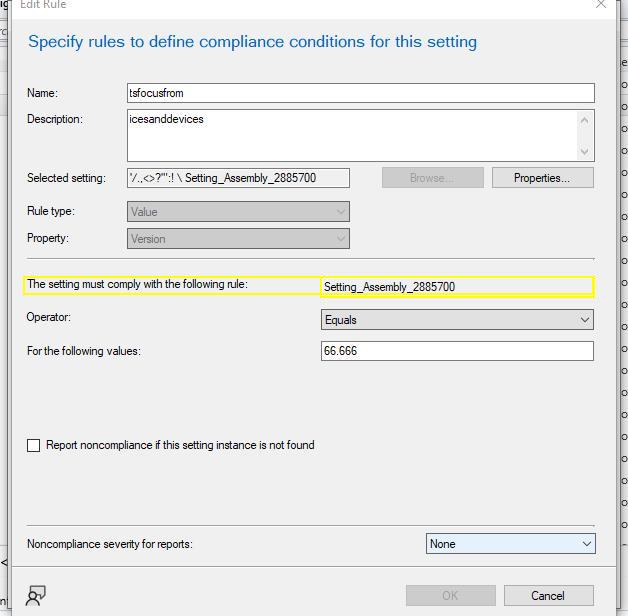 Edit Rule
Specify rules to define compliance conditions for this setting
Name:
tsfocusfrom
Description:
icesanddevices
Selected setting:
'/.,<>?"':! \ Setting_Assembly_2885700
Browse...
Properties...
Rule type:
Value
Property:
Version
The setting must comply with the following rule:
Setting_Assembly_2885700
Operator:
Equals
For the following values:
66.666
Report noncompliance if this setting instance is not found
Noncompliance severity for reports:
None
OK
Cancel